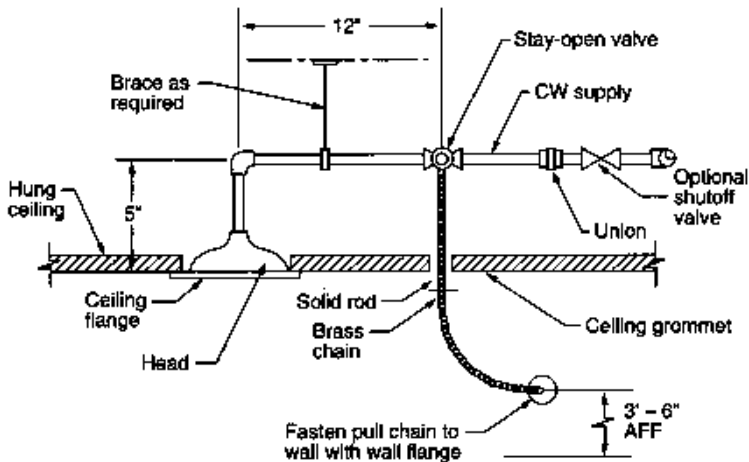 12"
Stay-open valve
Brace as
required
CW supply
Hung
ceiling
5"
Optional
shutoff
valve
Union
Ceiling
flange
Solid rod
Brass
chain
Ceiling grommet
Head
Fasten pull chain to
wall with wall flange
3' – 6"
AFF